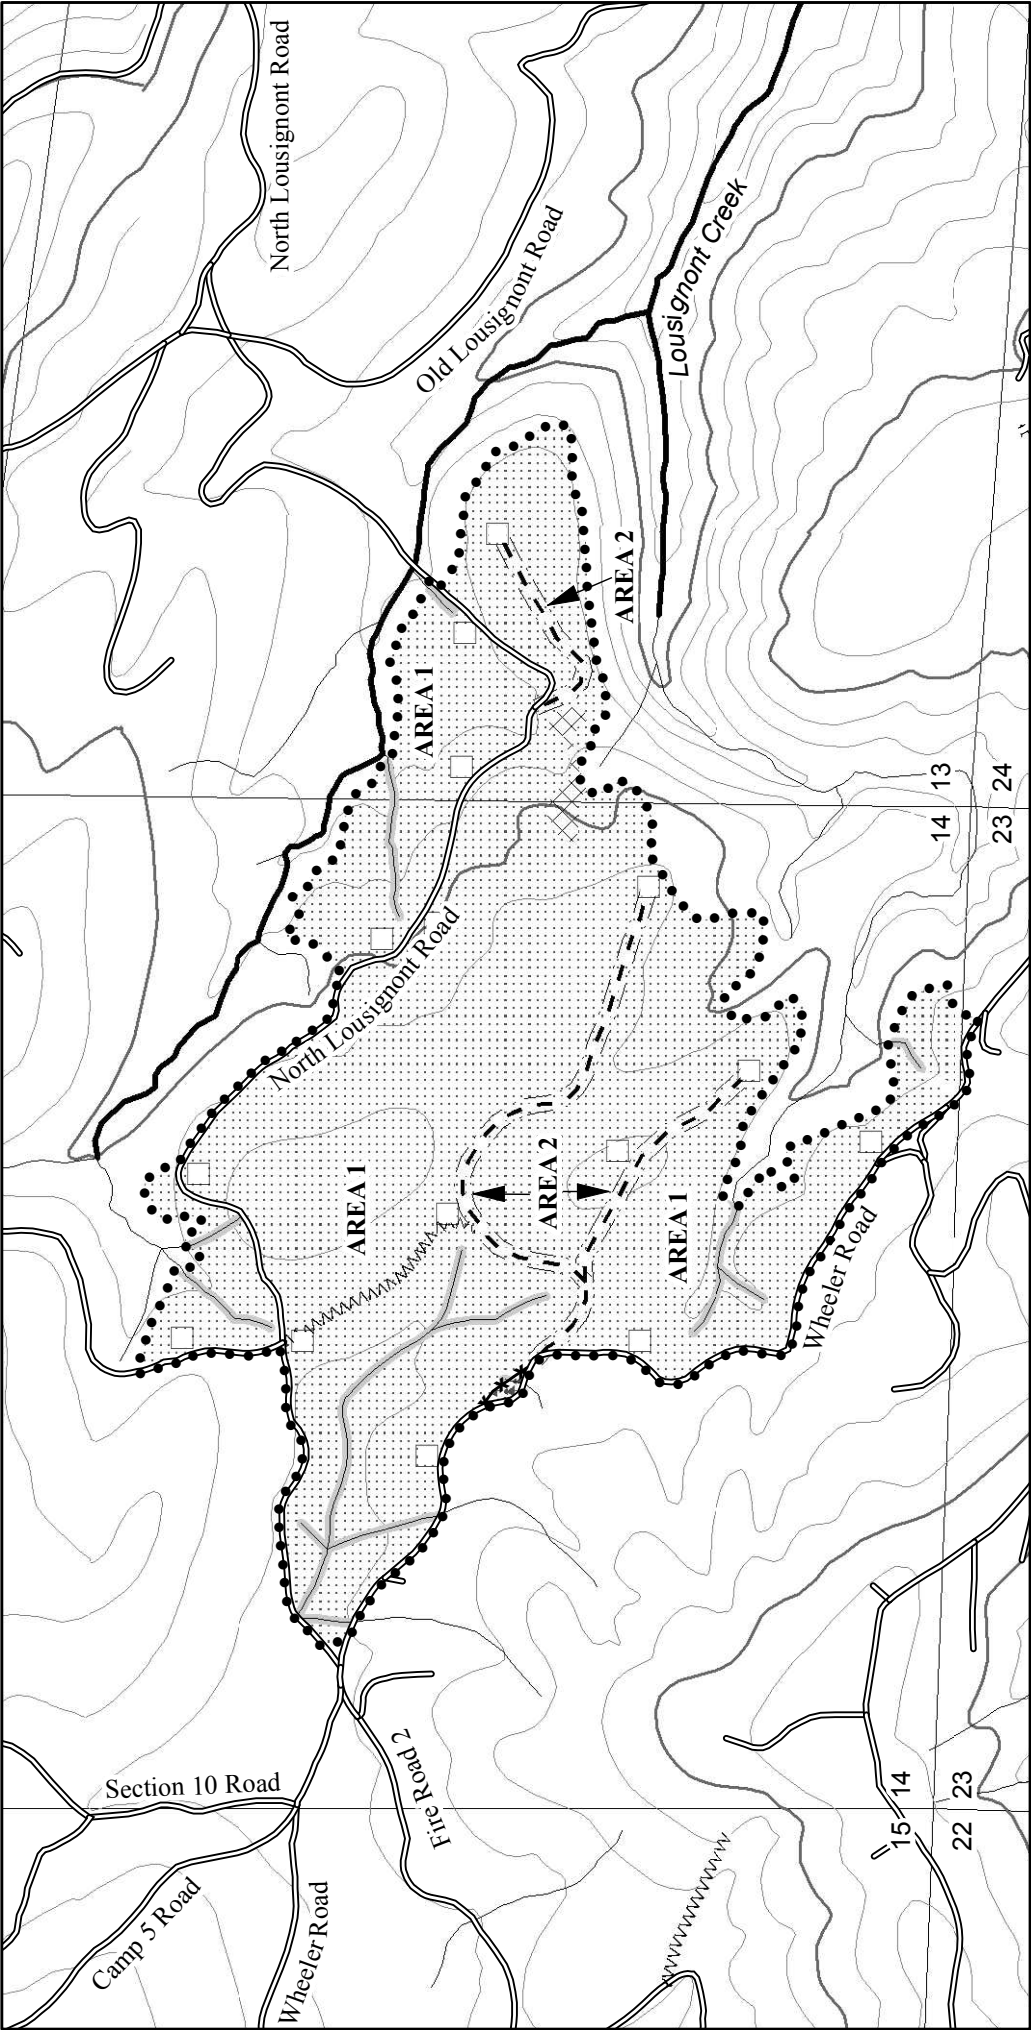 North Lousignont Road
Old Lousignont Road
Lousignont Creek
AREA 2
AREA 1
13
14
24
23
North Lousignont Road
AREA 1
AREA 2
AREA 1
Wheeler Road
Section 10 Road
Fire Road 2
Camp 5 Road
Wheeler Road
14
15
23
22